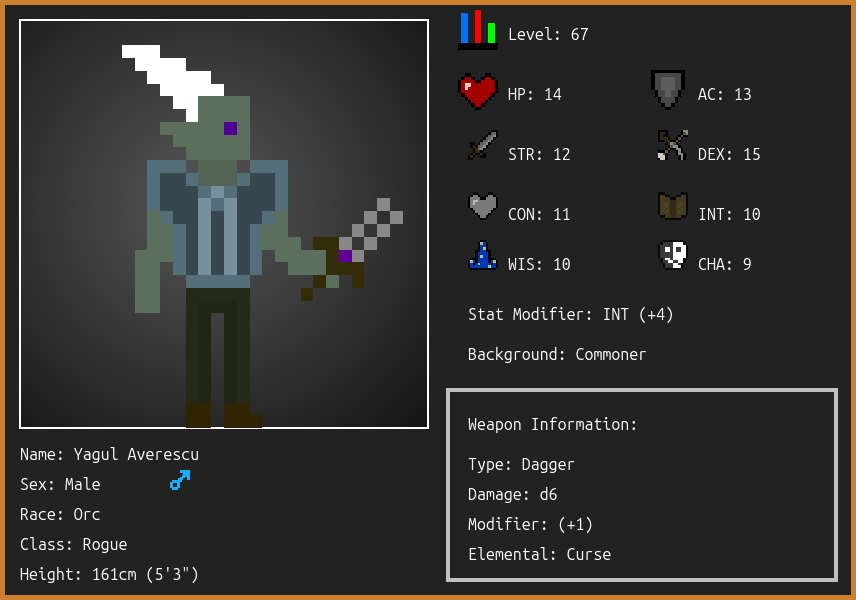 Level: 67
HP: 14
AC: 13
STR: 12
DEX: 15
CON: 11
INT: 10
WIS: 10
CHA: 9
Stat Modifier: INT (+4)
Background: Commoner
Weapon Information:
Type: Dagger
Damage: d6
Modifier: (+1)
Elemental: Curse
Name: Yagul Averescu
Sex: Male
Race: Orc
Class: Rogue
Height: 161cm (5'3")